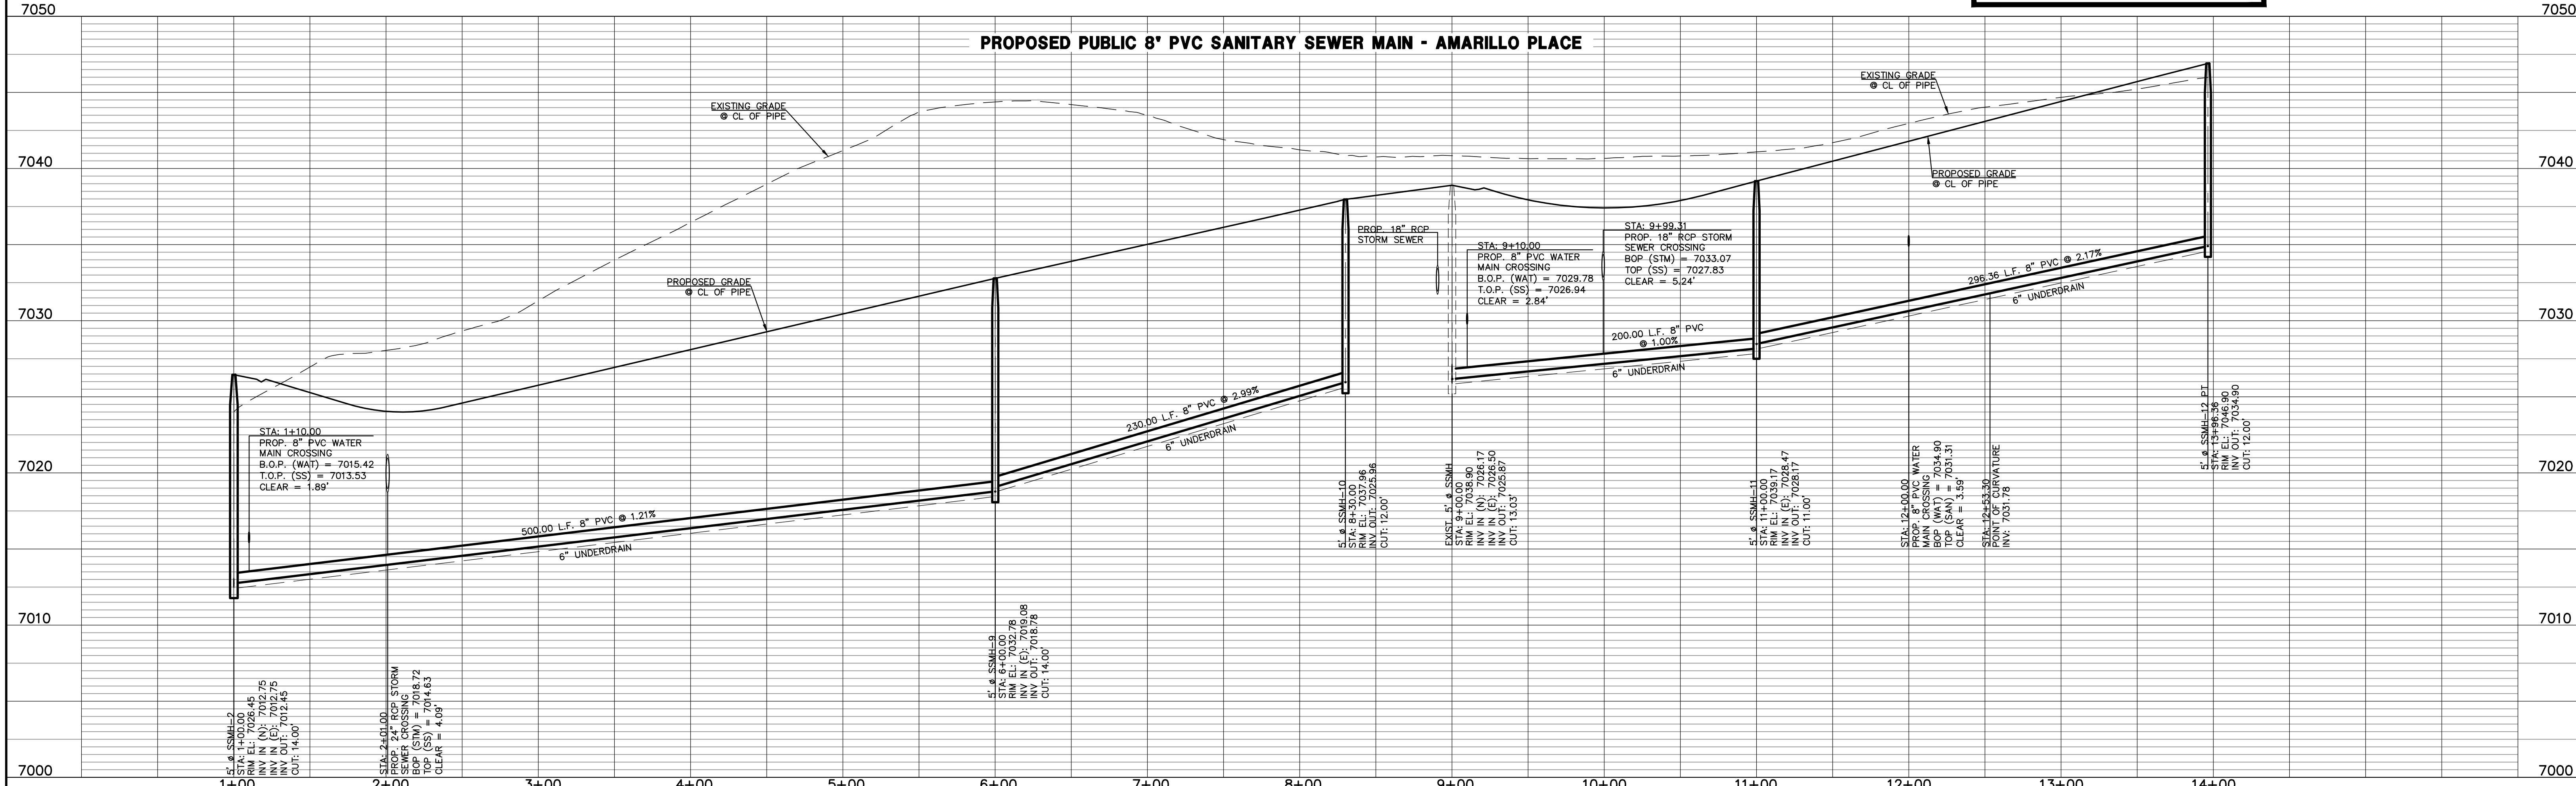 7050
7050
PROPOSED PUBLIC 8' PVC SANITARY SEWER MAIN - AMARILLO PLACE
EXISTING GRADE
@ CL OF PIPE
EXISTING GRADE
@ CL OF PIPE
7040
7040
PROPOSED GRADE
@ CL OF PIPE
PROPOSED GRADE
@ CL OF PIPE
PROP. 18" RCP
STORM SEWER
STA: 9+10.00
PROP. 8" PVC WATER
MAIN CROSSING
B.O.P. (WAT) = 7029.78
T.O.P. (SS) = 7026.94
CLEAR = 2.84'
STA: 9+99.31
PROP. 18" RCP STORM
SEWER CROSSING
BOP (STM) = 7033.07
TOP (SS) = 7027.83
CLEAR = 5.24'
296.36 L.F. 8" PVC @ 2.17%
6" UNDERDRAIN
7030
7030
200.00 L.F. 8" PVC
@ 1.00%
6" UNDERDRAIN
230.00 L.F. 8" PVC @ 2.99%
6" UNDERDRAIN
STA: 1+10.00
PROP. 8" PVC WATER
MAIN CROSSING
B.O.P. (WAT) = 7015.42
T.O.P. (SS) = 7013.53
CLEAR = 1.89'
7020
7020
500.00 L.F. 8" PVC @ 1.21%
6" UNDERDRAIN
5' ø SSMH-2
STA: 1+00.00
RIM EL: 7026.45
INV IN (N): 7012.75
INV IN (E): 7012.75
INV OUT: 7012.45
CUT: 14.00'
STA: 2+01.00
PROP. 24" RCP STORM
SEWER CROSSING
BOP (STM) = 7018.72
TOP (SS) = 7014.63
CLEAR = 4.09'
5' ø SSMH-9
STA: 6+00.00
RIM EL: 7032.78
INV IN (E): 7019.08
INV OUT: 7018.78
CUT: 14.00'
5' ø SSMH-10
STA: 8+30.00
RIM EL: 7037.96
INV OUT: 7025.96
CUT: 12.00'
EXIST. 5' ø SSMH
STA: 9+00.00
RIM EL: 7038.90
INV IN (N): 7026.17
INV IN (E): 7026.50
INV OUT: 7025.87
CUT: 13.03'
5' ø SSMH-11
STA: 11+00.00
RIM EL: 7039.17
INV IN (E): 7028.47
INV OUT: 7028.17
CUT: 11.00'
STA: 12+00.00
PROP. 8" PVC WATER
MAIN CROSSING
BOP (WAT) = 7034.90
TOP (SAN) = 7031.31
CLEAR = 3.59'
STA: 12+53.30
POINT OF CURVATURE
INV: 7031.78
5' ø SSMH-12 PT
STA: 13+96.36
RIM EL: 7046.90
INV OUT: 7034.90
CUT: 12.00'
7010
7010
7000
7000
1+00
2+00
3+00
4+00
5+00
6+00
7+00
8+00
9+00
10+00
11+00
12+00
13+00
14+00